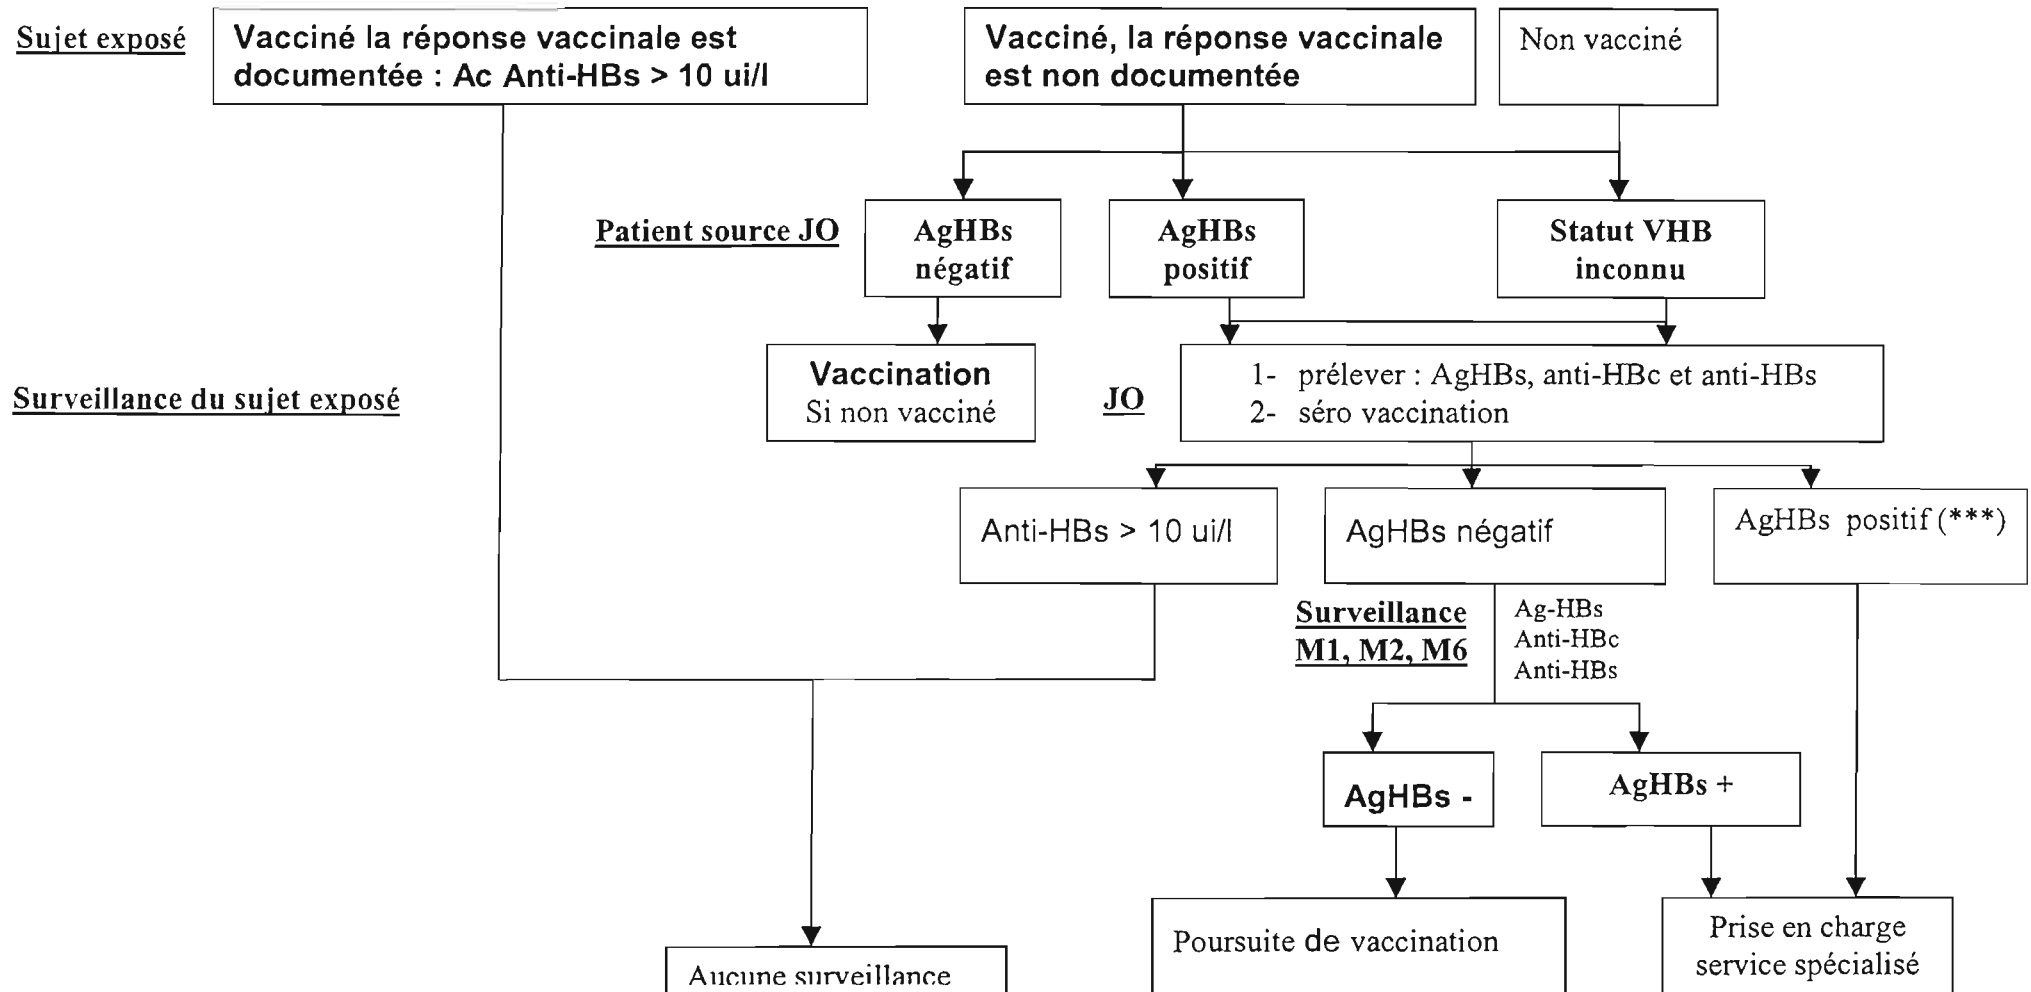 Sujet exposé
Vacciné la réponse vaccinale est
documentée : Ac Anti-HBs > 10 ui/l
Vacciné, la réponse vaccinale
est non documentée
Non vacciné
Patient source JO
AgHBs
négatif
AgHBs
positif
Statut VHB
inconnu
Surveillance du sujet exposé
Vaccination
Si non vacciné
JO
1- prélever : AgHBs, anti-HBc et anti-HBs
2- séro vaccination
Anti-HBs > 10 ui/l
AgHBs négatif
AgHBs positif (***)
Surveillance
M1, M2, M6
Ag-HBs
Anti-HBc
Anti-HBs
AgHBs -
AgHBs +
Aucune surveillance
Poursuite de vaccination
Prise en charge
service spécialisé